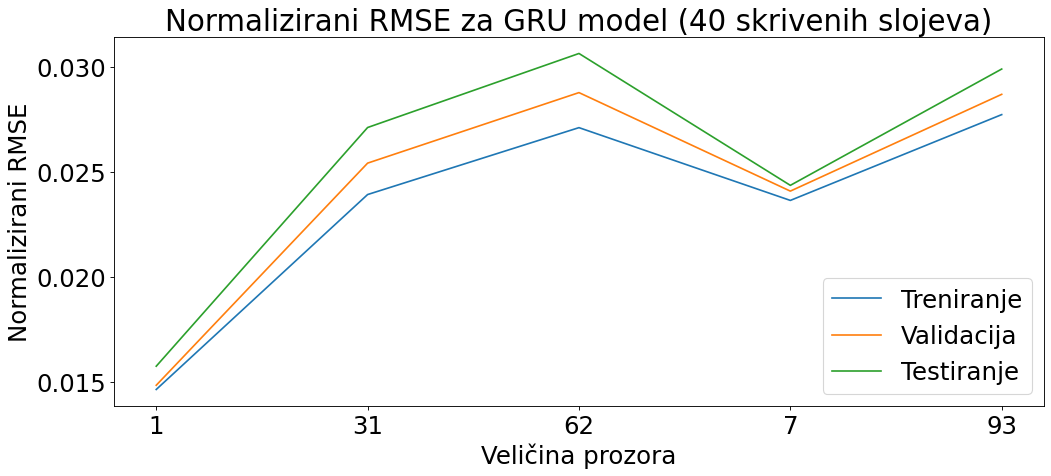 Normalizirani RMSE za GRU model (40 skrivenih slojeva)
Normalizirani RMSE
0.030
0.025
0.020
0.015
1 31 62 7 93
Veličina prozora
Treniranje
Validacija
Testiranje